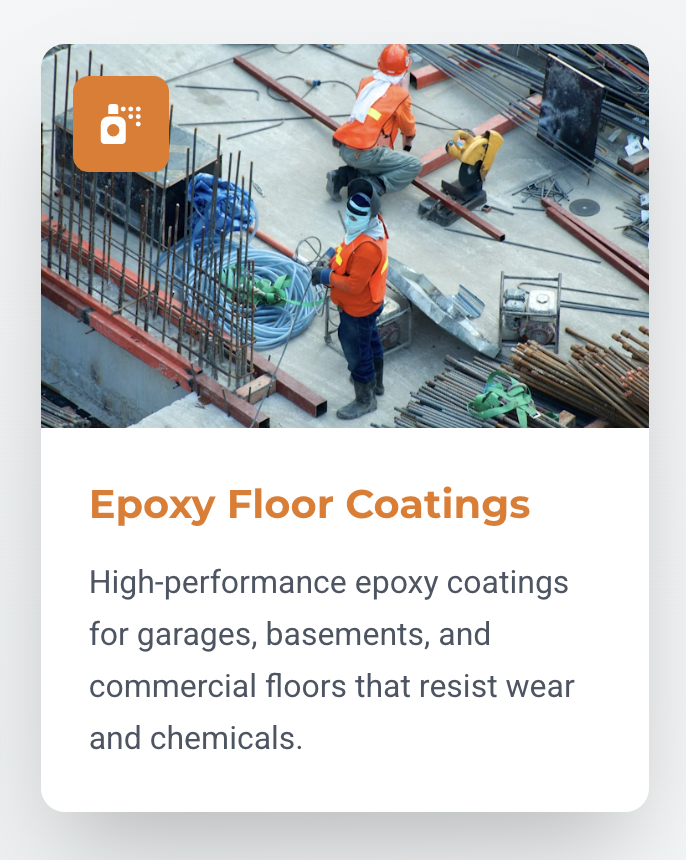 Epoxy Floor Coatings
High-performance epoxy coatings
for garages, basements, and
commercial floors that resist wear
and chemicals.